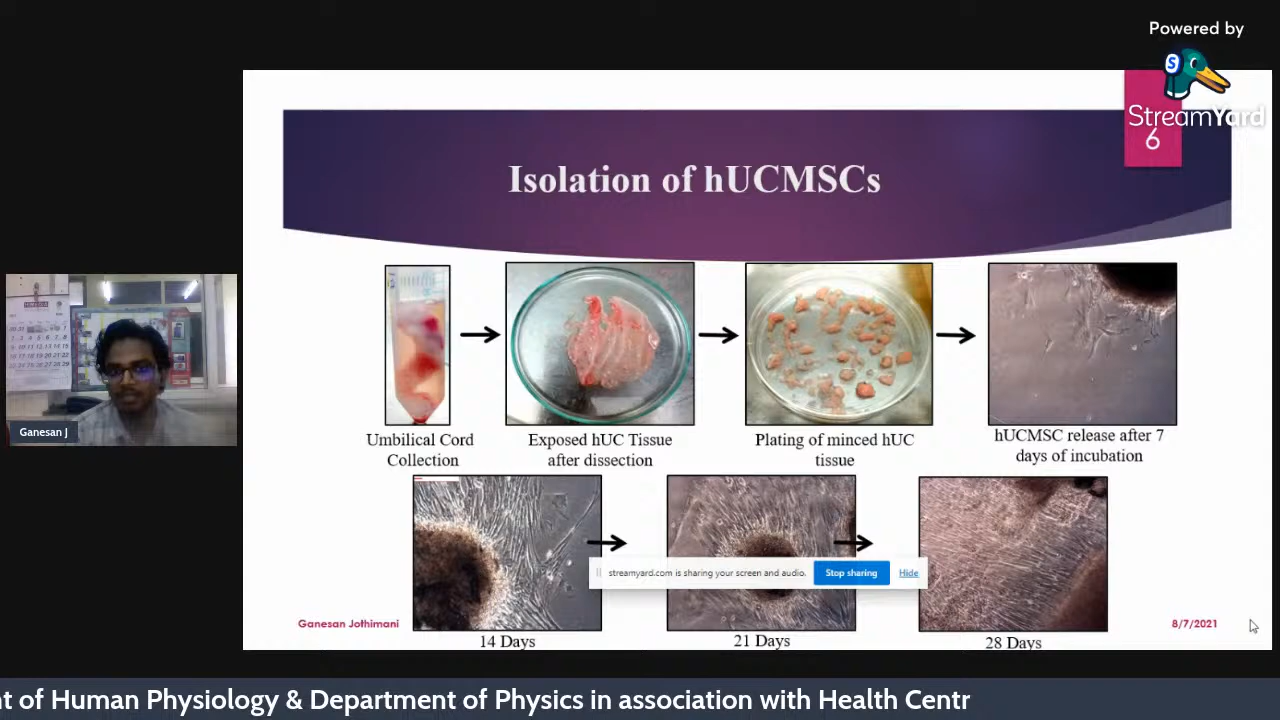 Powered by
StreamYard
6
Isolation of hUCMSCs
Umbilical Cord
Collection
Exposed hUC Tissue
after dissection
Plating of minced hUC
tissue
hUCMSC release after 7
days of incubation
Ganesan J
streamyard.com is sharing your screen and audio.
Stop sharing
Hide
Ganesan Jothimani
8/7/2021
14 Days
21 Days
28 Days
nt of Human Physiology & Department of Physics in association with Health Centr